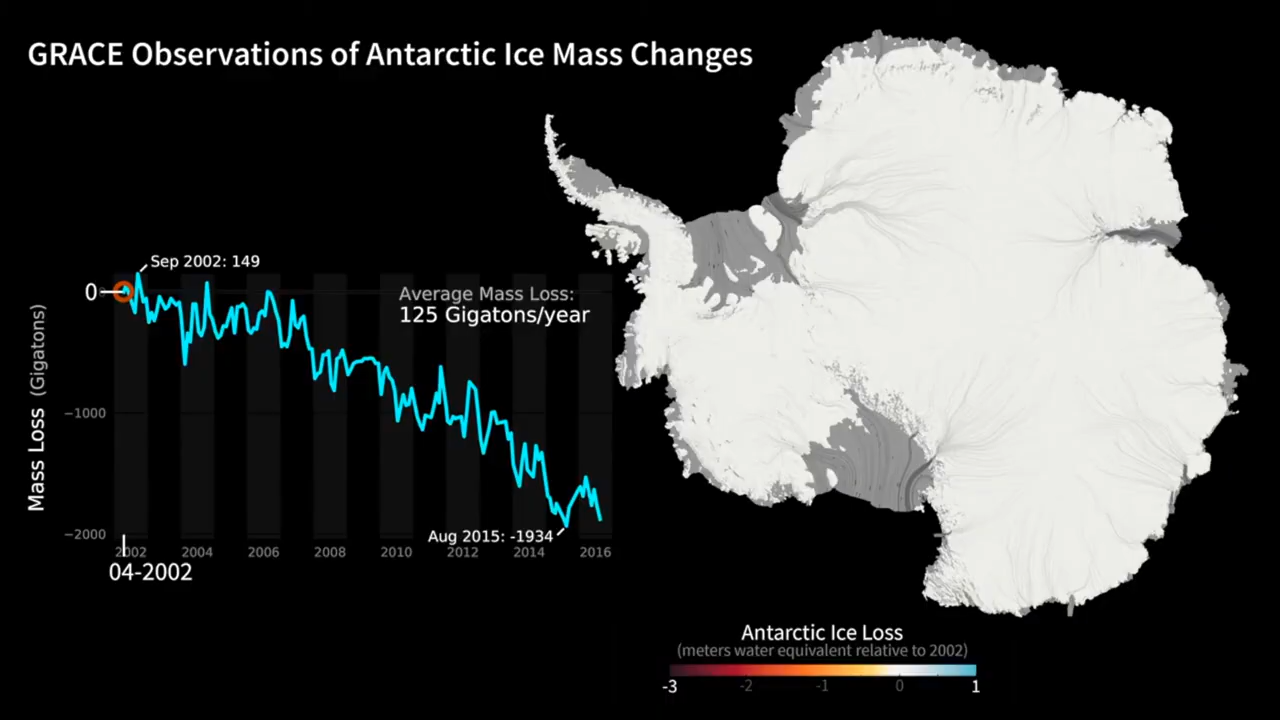 GRACE Observations of Antarctic Ice Mass Changes
Sep 2002: 149
0
Average Mass Loss:
125 Gigatons/year
Mass Loss (Gigatons)
−1000
−2000
Aug 2015: -1934
2002 2004 2006 2008 2010 2012 2014 2016
04-2002
Antarctic Ice Loss
(meters water equivalent relative to 2002)
-3 -2 -1 0 1